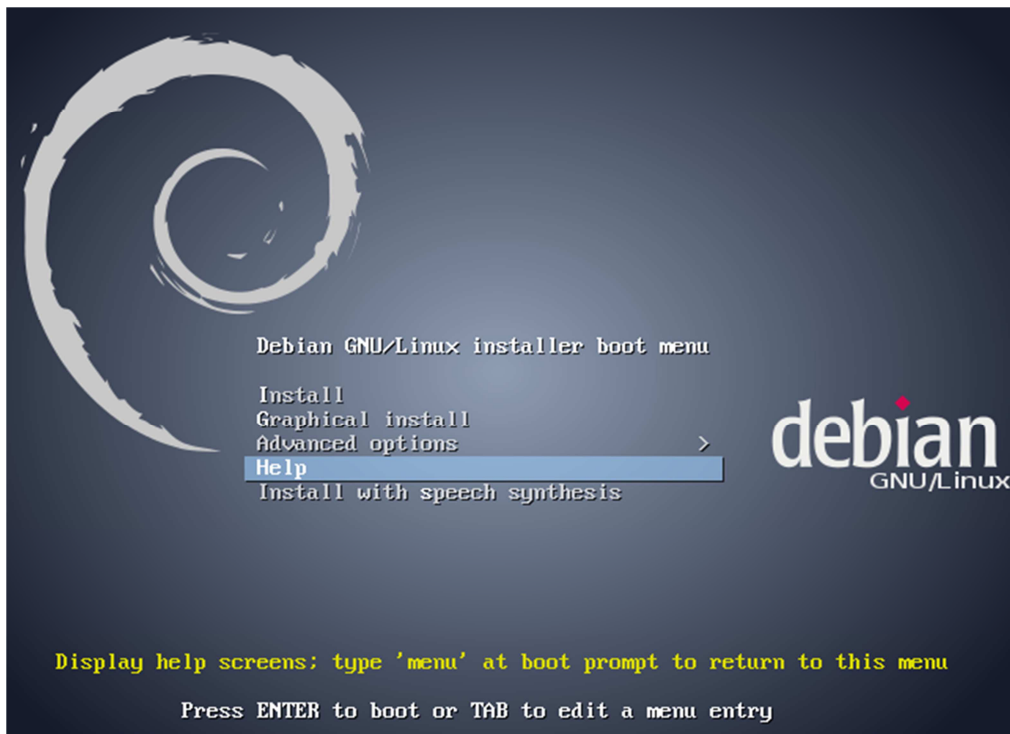 Debian GNU/Linux installer boot menu
Install
Graphical install
Advanced options >
Help
Install with speech synthesis
debian
GNU/Linux
Display help screens; type 'menu' at boot prompt to return to this menu
Press ENTER to boot or TAB to edit a menu entry